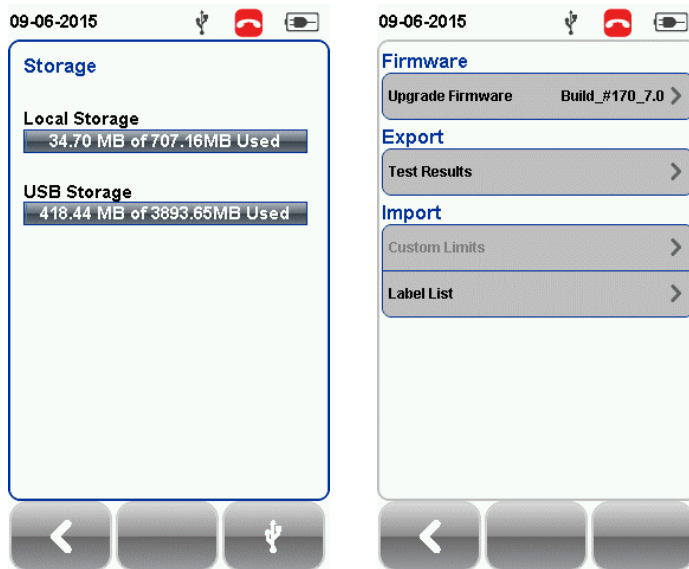 09-06-2015
Storage
Local Storage
34.70 MB of 707.16MB Used
USB Storage
418.44 MB of 3893.65MB Used
09-06-2015
Firmware
Upgrade Firmware Build_#170_7.0
Export
Test Results
Import
Custom Limits
Label List